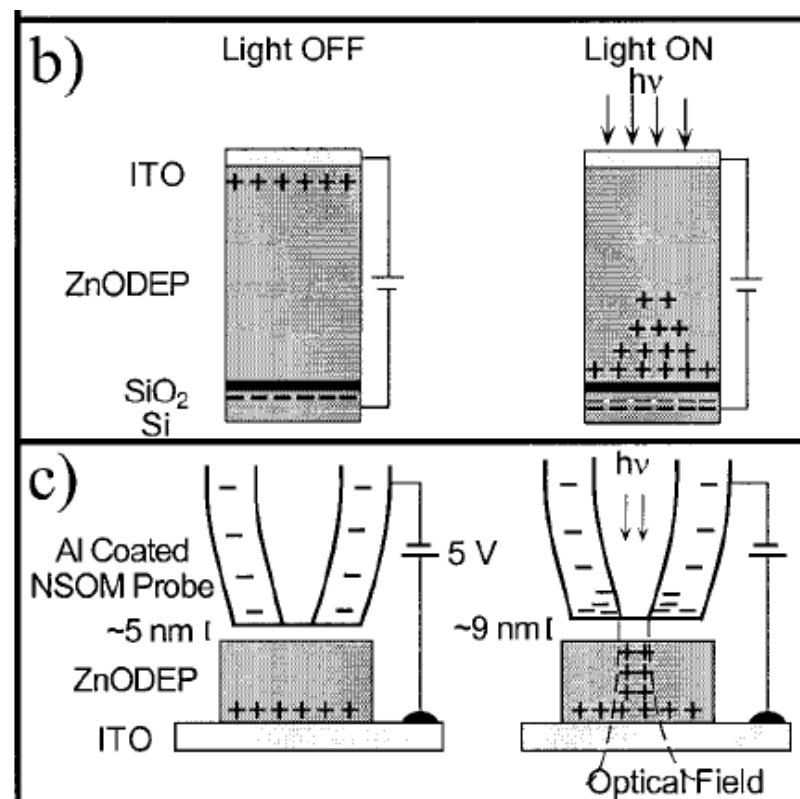 b)
Light OFF
Light ON
hν
ITO
ZnODEP
SiO₂
Si
+ + + + + +
+ +
+ + +
+ + + +
+ + + + + +
c)
hν
Al Coated
NSOM Probe
5 V
~5 nm
~9 nm
ZnODEP
+ + + + + +
ITO
Optical Field